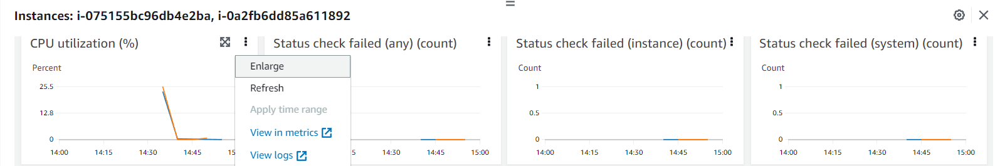 Instances: i-075155bc96db4e2ba, i-0a2fb6dd85a611892
CPU utilization (%)
Percent
25.5
12.8
0
14:00 14:15 14:30 14:45 15
Enlarge
Refresh
Apply time range
View in metrics
View logs
Status check failed (any) (count)
5 14:30 14:45 15:00
Status check failed (instance) (count)
Count
1
0.5
0
14:00 14:15 14:30 14:45 15:00
Status check failed (system) (count)
Count
1
0.5
0
14:00 14:15 14:30 14:45 15:00